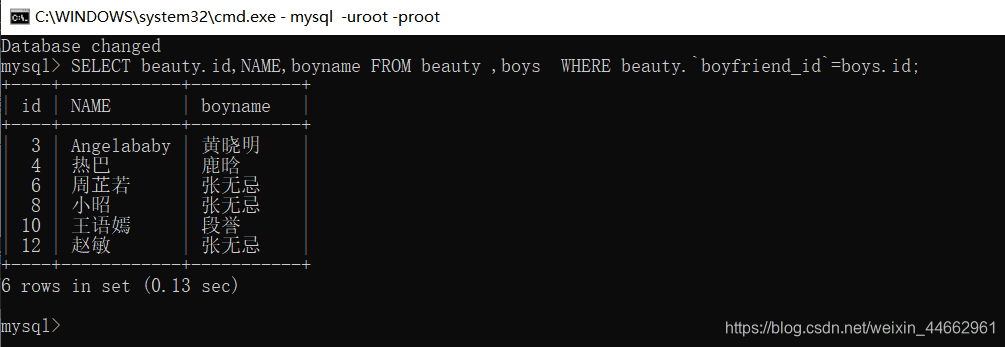 C:\WINDOWS\system32\cmd.exe - mysql  -uroot -proot
Database changed
mysql> SELECT beauty.id,NAME,boyname FROM beauty ,boys  WHERE beauty.`boyfriend_id`=boys.id;
+----+------------+-----------+
| id | NAME       | boyname   |
+----+------------+-----------+
|  3 | Angelababy | 黄晓明    |
|  4 | 热巴       | 鹿晗      |
|  6 | 周芷若     | 张无忌    |
|  8 | 小昭       | 张无忌    |
| 10 | 王语嫣     | 段誉      |
| 12 | 赵敏       | 张无忌    |
+----+------------+-----------+
6 rows in set (0.13 sec)
mysql>
https://blog.csdn.net/weixin_44662961